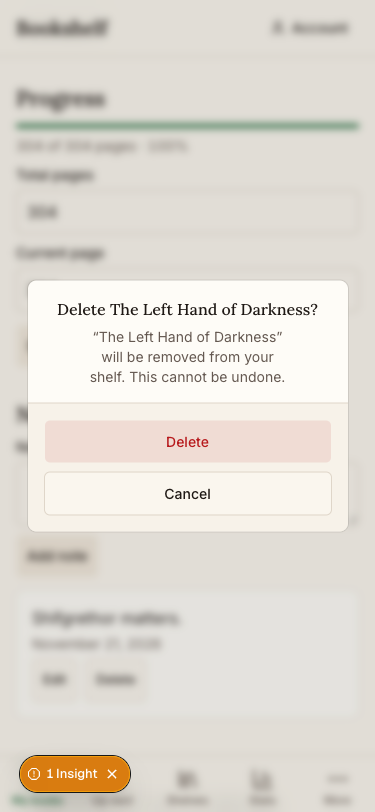 Bookshelf
Account
Progress
304 of 304 pages · 100%
Total pages
304
Current page
Delete The Left Hand of Darkness?
“The Left Hand of Darkness”
will be removed from your
shelf. This cannot be undone.
Delete
Cancel
Add note
Shifgrethor matters.
November 21, 2026
Edit
Delete
1 Insight
More